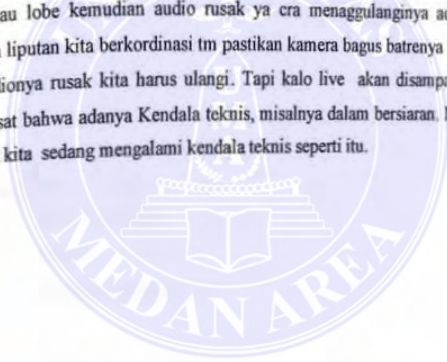 au lobe kemudian audio rusak ya cra menaggulanginya a
liputan kita berkordinasi tm pastikan kamera bagus batrenya
ionya rusak kita harus ulangi. Tapi kalo live akan disamp
sat bahwa adanya Kendala teknis, misalnya dalam bersiaran,
kita sedang mengalami kendala teknis seperti itu.
UMA
MEDAN AREA